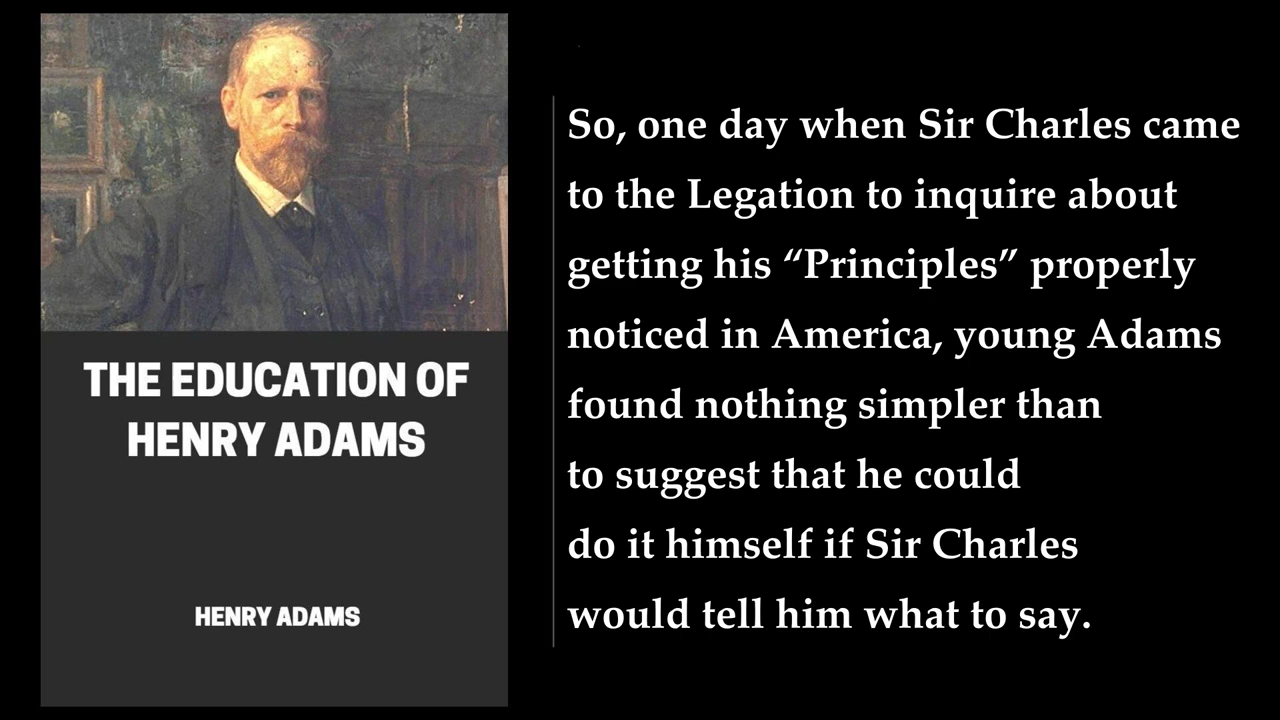 THE EDUCATION OF
HENRY ADAMS
HENRY ADAMS
So, one day when Sir Charles came
to the Legation to inquire about
getting his “Principles” properly
noticed in America, young Adams
found nothing simpler than
to suggest that he could
do it himself if Sir Charles
would tell him what to say.